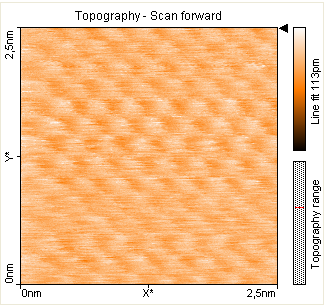 Topography - Scan forward
2,5nm
Y*
0nm
0nm
X*
2,5nm
Line fit 113pm
Topography range